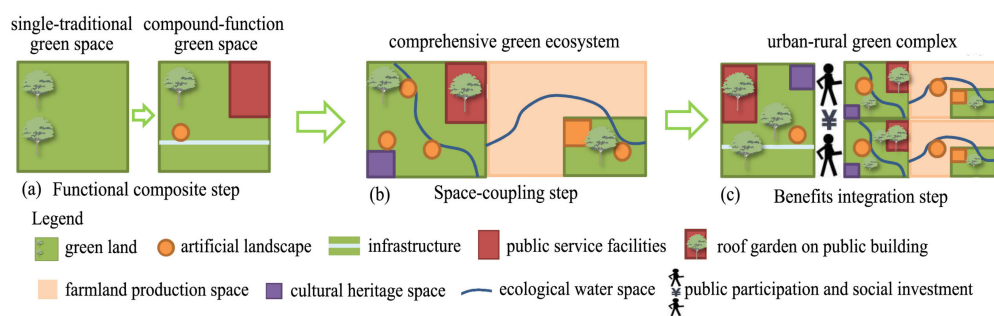 single-traditional
green space
compound-function
green space
comprehensive green ecosystem
urban-rural green complex
¥
(a) Functional composite step
(b) Space-coupling step
(c) Benefits integration step
Legend
green land
artificial landscape
infrastructure
public service facilities
roof garden on public building
farmland production space
cultural heritage space
ecological water space
¥ public participation and social investment